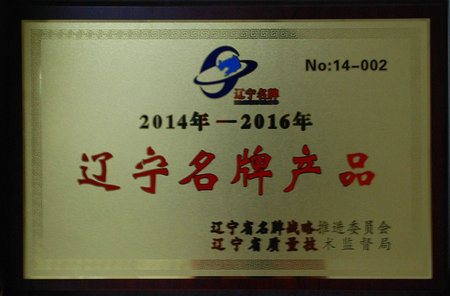 No:14-002
辽宁名牌
2014年—2016年
辽宁名牌产品
辽宁省名牌战略推进委员会
辽宁省质量技术监督局